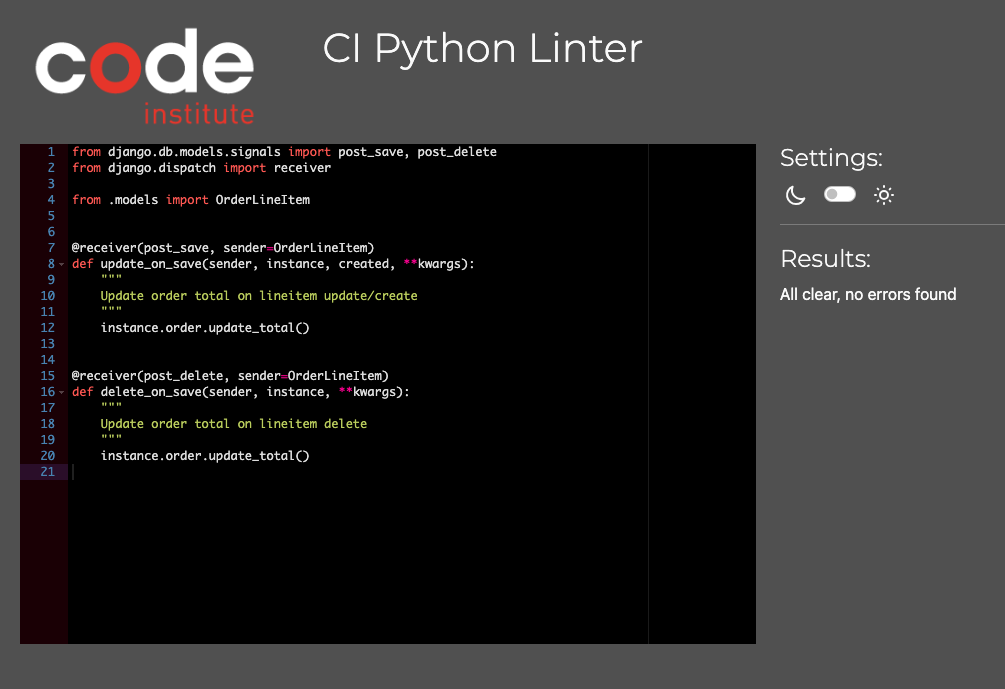 code
institute
CI Python Linter
1 from django.db.models.signals import post_save, post_delete
2 from django.dispatch import receiver
3
4 from .models import OrderLineItem
5
6
7 @receiver(post_save, sender=OrderLineItem)
8 def update_on_save(sender, instance, created, **kwargs):
9     """
10     Update order total on lineitem update/create
11     """
12     instance.order.update_total()
13
14
15 @receiver(post_delete, sender=OrderLineItem)
16 def delete_on_save(sender, instance, **kwargs):
17     """
18     Update order total on lineitem delete
19     """
20     instance.order.update_total()
21
Settings:
Results:
All clear, no errors found